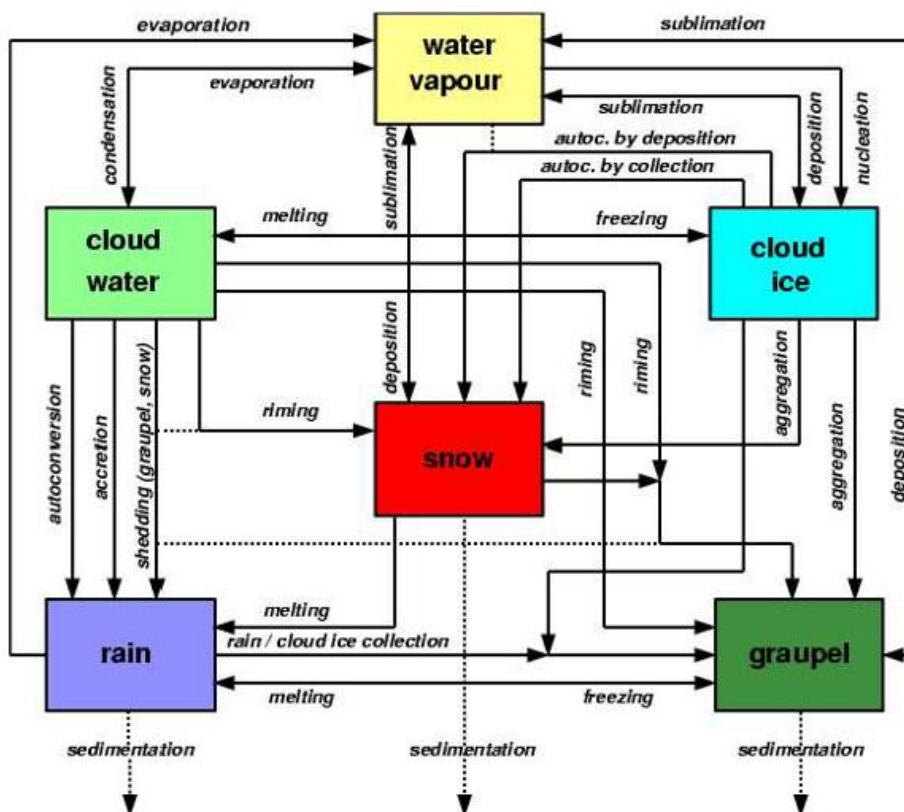 evaporation
water
vapour
sublimation
evaporation
sublimation
condensation
sublimation
autoc. by deposition
autoc. by collection
deposition
nucleation
cloud
water
melting
freezing
cloud
ice
deposition
riming
riming
aggregation
autoconversion
accretion
shedding (graupel, snow)
riming
snow
aggregation
deposition
melting
rain / cloud ice collection
rain
graupel
melting
freezing
sedimentation
sedimentation
sedimentation